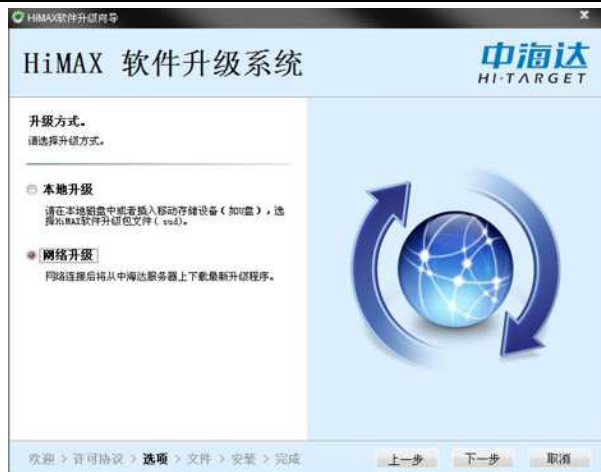 HiMAX软件升级向导
HiMAX 软件升级系统
中海达
HI-TARGET
升级方式。
请选择升级方式。
本地升级
请在本地磁盘中或者插入移动存储设备(如U盘),选
择HiMAX软件升级包文件( sud)。
网络升级
网络连接后将从中海达服务器上下载最新升级程序。
欢迎 > 许可协议 > 选项 > 文件 > 安装 > 完成
上一步
下一步
取消